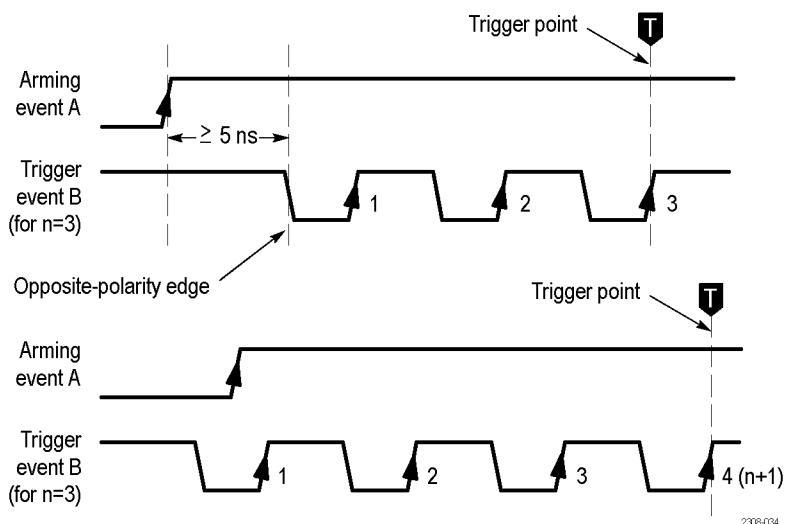 Trigger point
T
Arming
event A
≥ 5 ns
Trigger
event B
(for n=3)
1
2
3
Opposite-polarity edge
Trigger point
T
Arming
event A
Trigger
event B
(for n=3)
1
2
3
4 (n+1)
2308-034